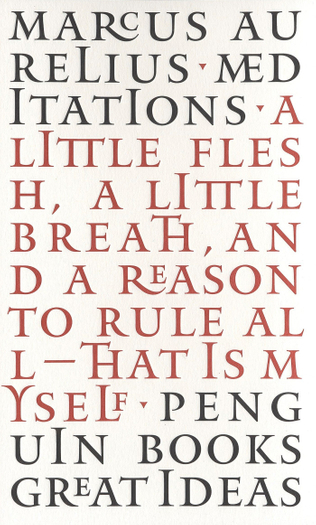 MARCUS AU
RELIUS · MED
ITATIONS · A
LITTLE FLES
H, A LITTLE
BREATH, AN
D A REASON
TO RULE AL
L—THAT IS M
YSELF · PENG
UIN BOOKS
GREAT IDEAS